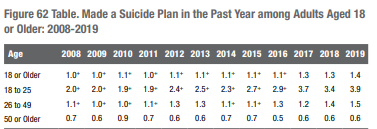 Figure 62 Table. Made a Suicide Plan in the Past Year among Adults Aged 18
or Older: 2008-2019
Age 2008 2009 2010 2011 2012 2013 2014 2015 2016 2017 2018 2019
18 or Older 1.0+ 1.0+ 1.1+ 1.0+ 1.1+ 1.1+ 1.1+ 1.1+ 1.1+ 1.3 1.3 1.4
18 to 25 2.0+ 2.0+ 1.9+ 1.9+ 2.4+ 2.5+ 2.3+ 2.7+ 2.9+ 3.7 3.4 3.9
26 to 49 1.1+ 1.0+ 1.0+ 1.1+ 1.3 1.3 1.1+ 1.1+ 1.3 1.2 1.4 1.5
50 or Older 0.7 0.6 0.9 0.7 0.6 0.6 0.7 0.7 0.5 0.6 0.6 0.6